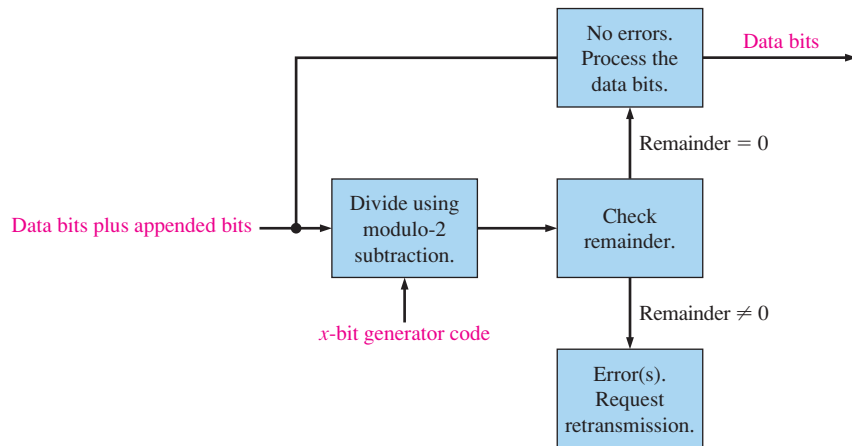 No errors.
Process the
data bits.
Data bits
Remainder = 0
Data bits plus appended bits
Divide using
modulo-2
subtraction.
Check
remainder.
x-bit generator code
Remainder ≠ 0
Error(s).
Request
retransmission.